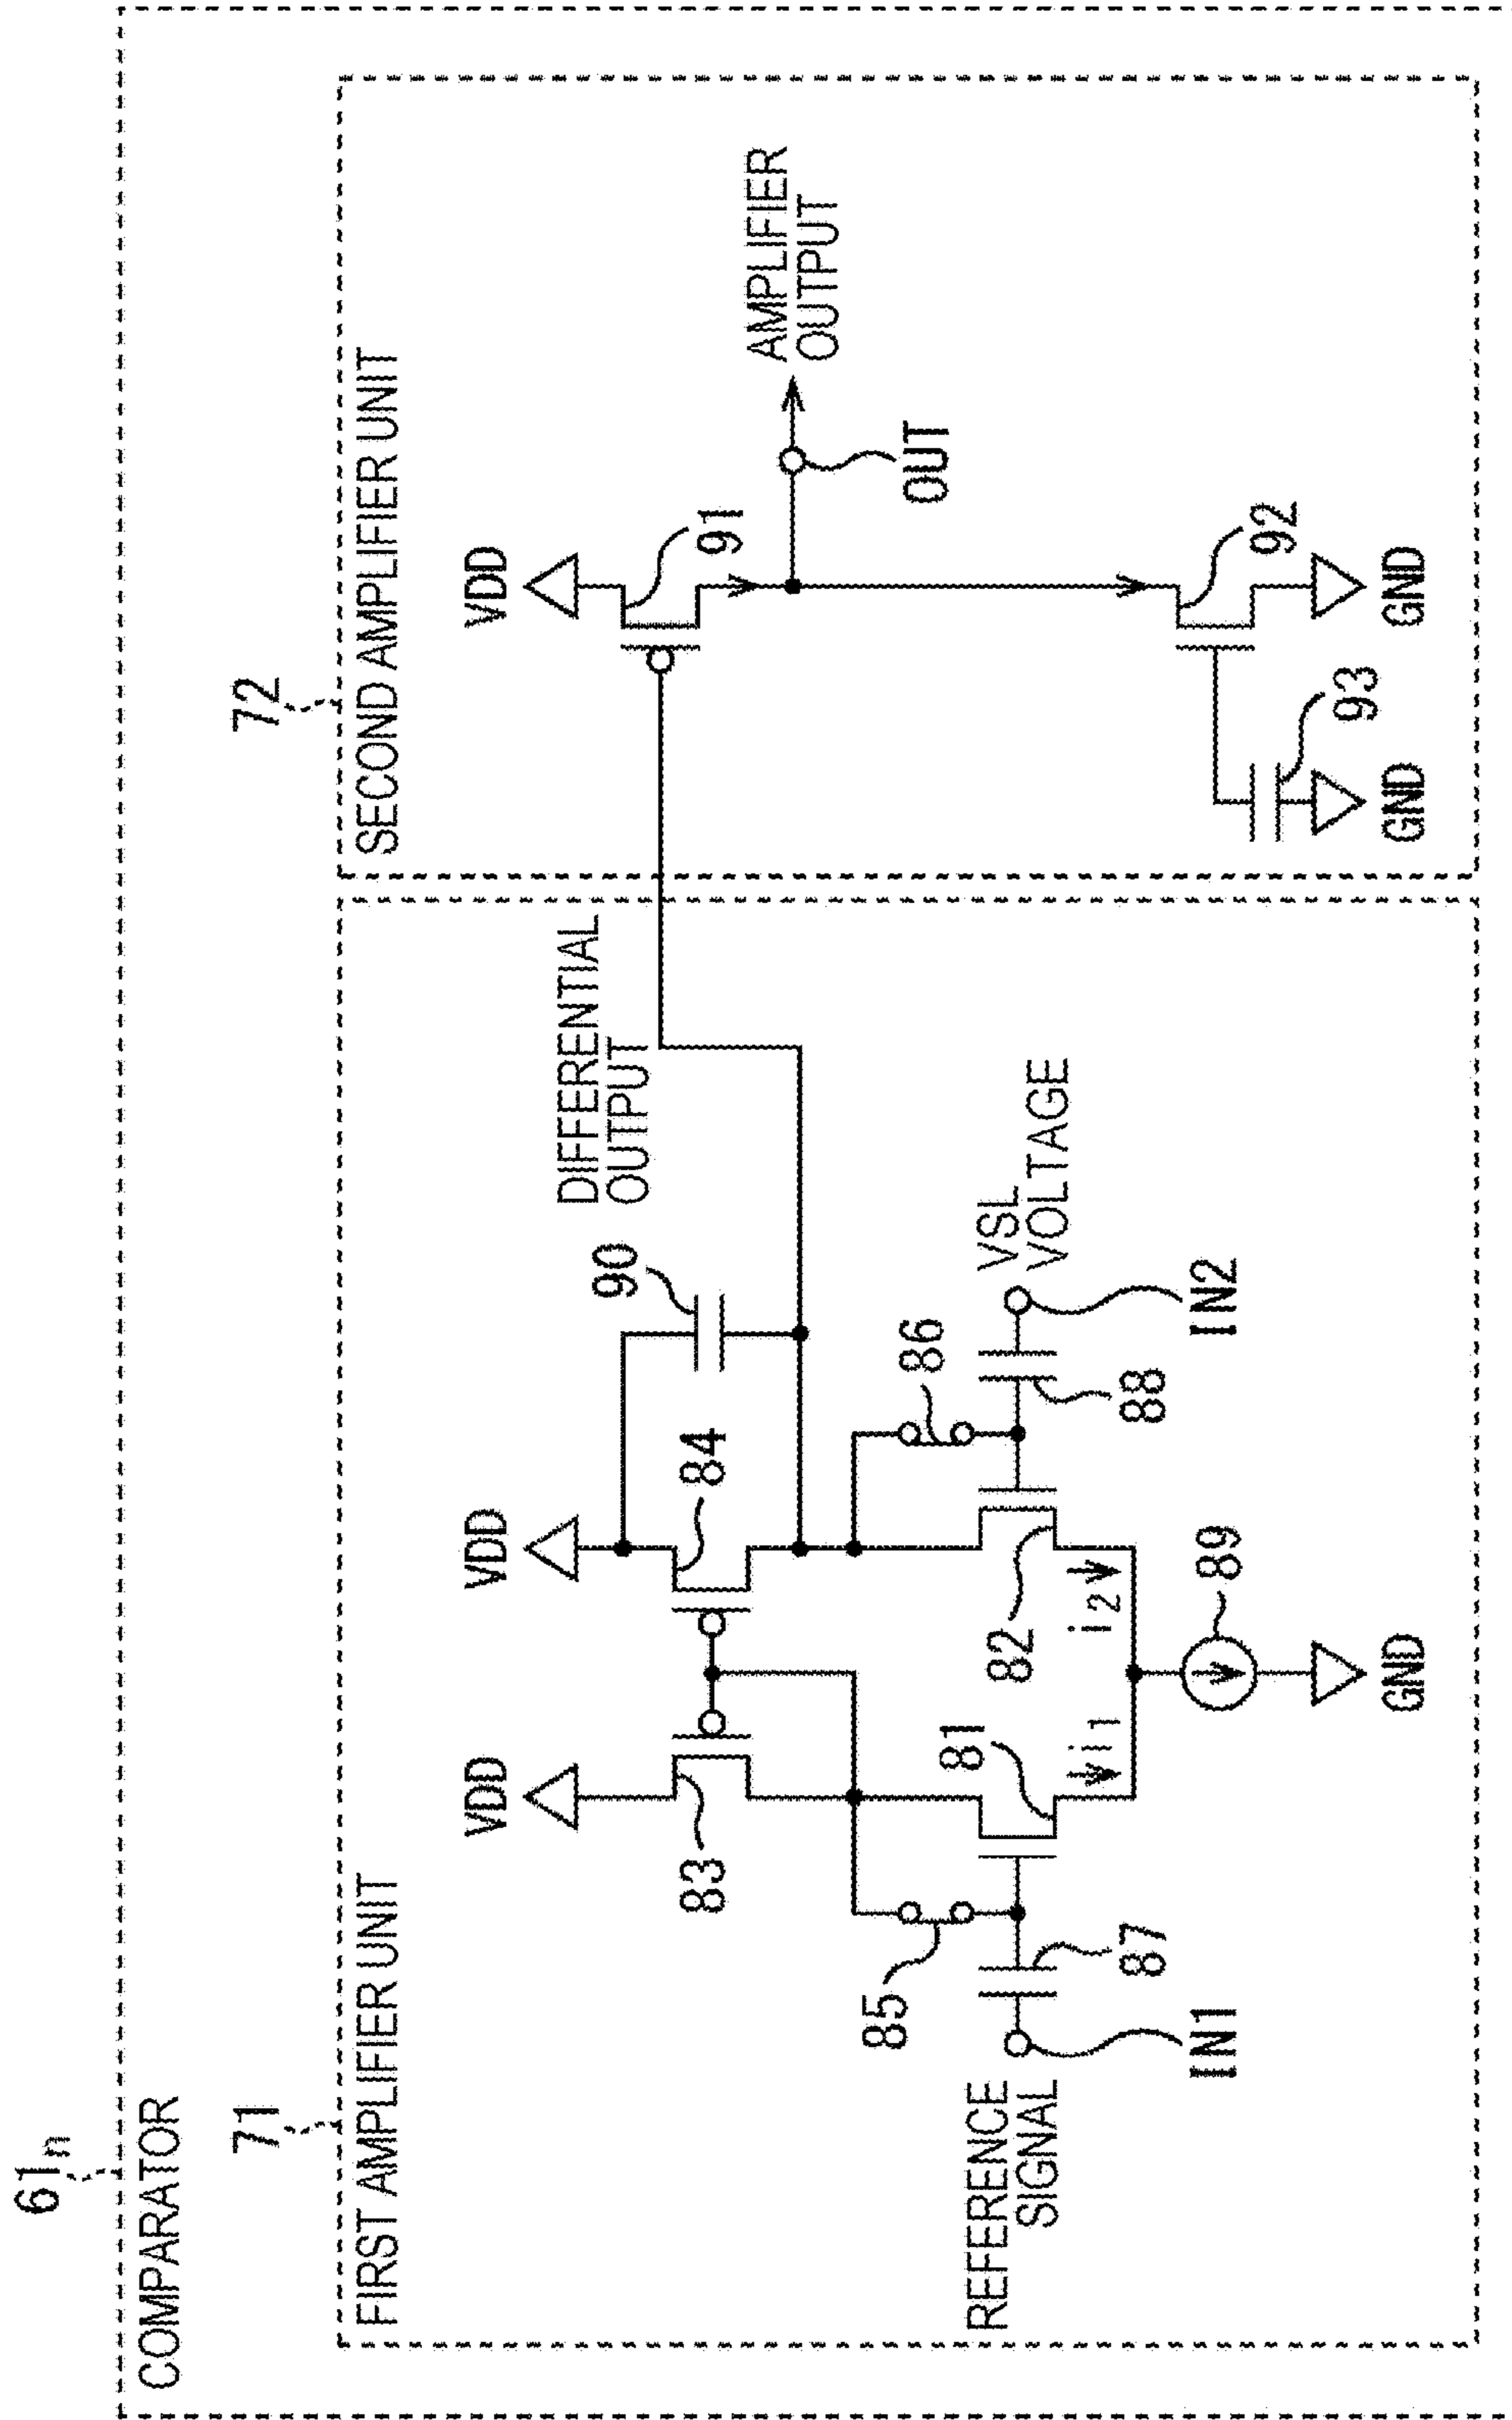 61n
COMPARATOR
71
FIRST AMPLIFIER UNIT
VDD
VDD
83
84
90
DIFFERENTIAL
OUTPUT
85
81
82
86
REFERENCE
SIGNAL
IN1
87
i1
i2
88
IN2
VSL
VOLTAGE
89
GND
72
SECOND AMPLIFIER UNIT
VDD
91
AMPLIFIER
OUTPUT
OUT
92
93
GND
GND